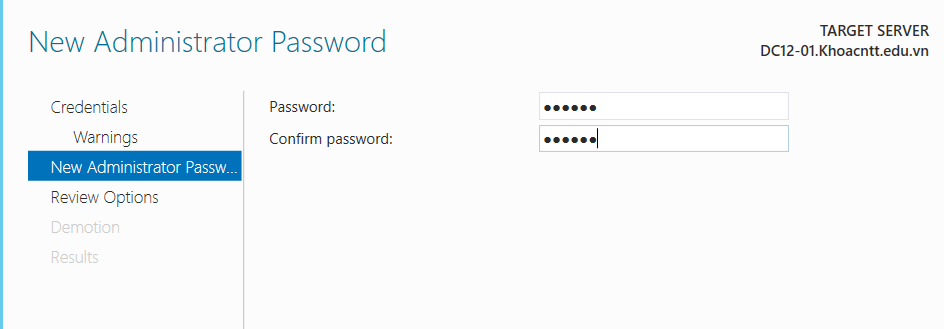 New Administrator Password
TARGET SERVER
DC12-01.Khoacntt.edu.vn
Credentials
Warnings
New Administrator Passw...
Review Options
Demotion
Results
Password:
●●●●●●
Confirm password:
●●●●●●